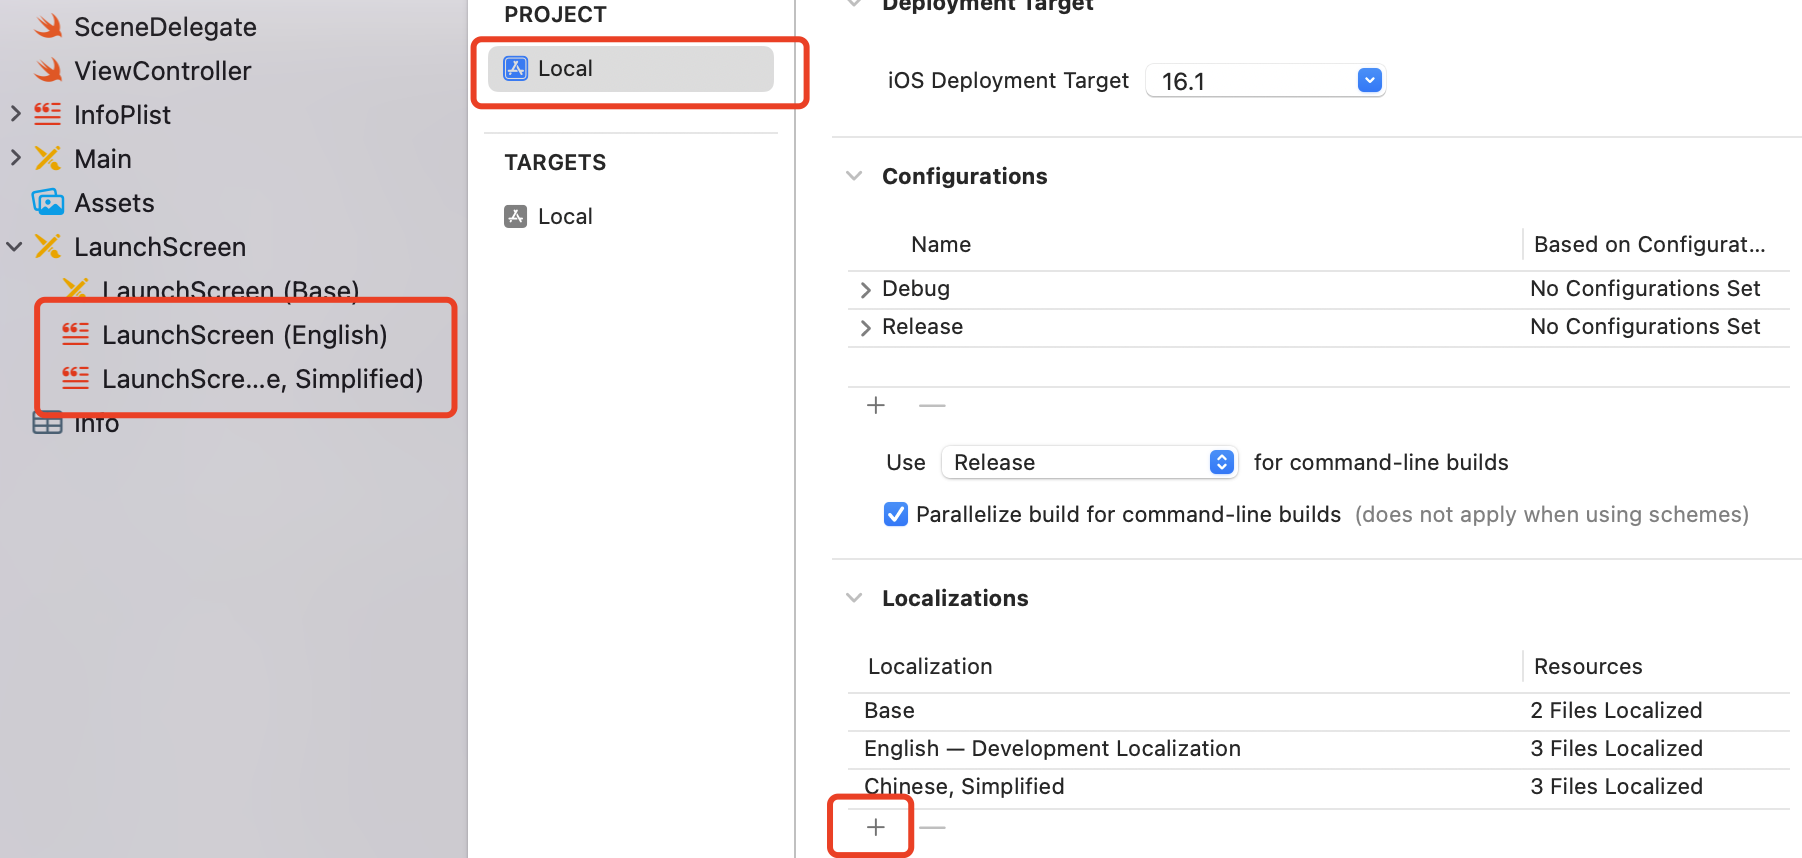 SceneDelegate
ViewController
InfoPlist
Main
Assets
LaunchScreen
LaunchScreen (Base)
LaunchScreen (English)
LaunchScre...e, Simplified)
Info
PROJECT
Local
TARGETS
Local
Deployment Target
iOS Deployment Target 16.1
Configurations
Name Based on Configurat...
Debug No Configurations Set
Release No Configurations Set
Use Release for command-line builds
Parallelize build for command-line builds (does not apply when using schemes)
Localizations
Localization Resources
Base 2 Files Localized
English — Development Localization 3 Files Localized
Chinese, Simplified 3 Files Localized